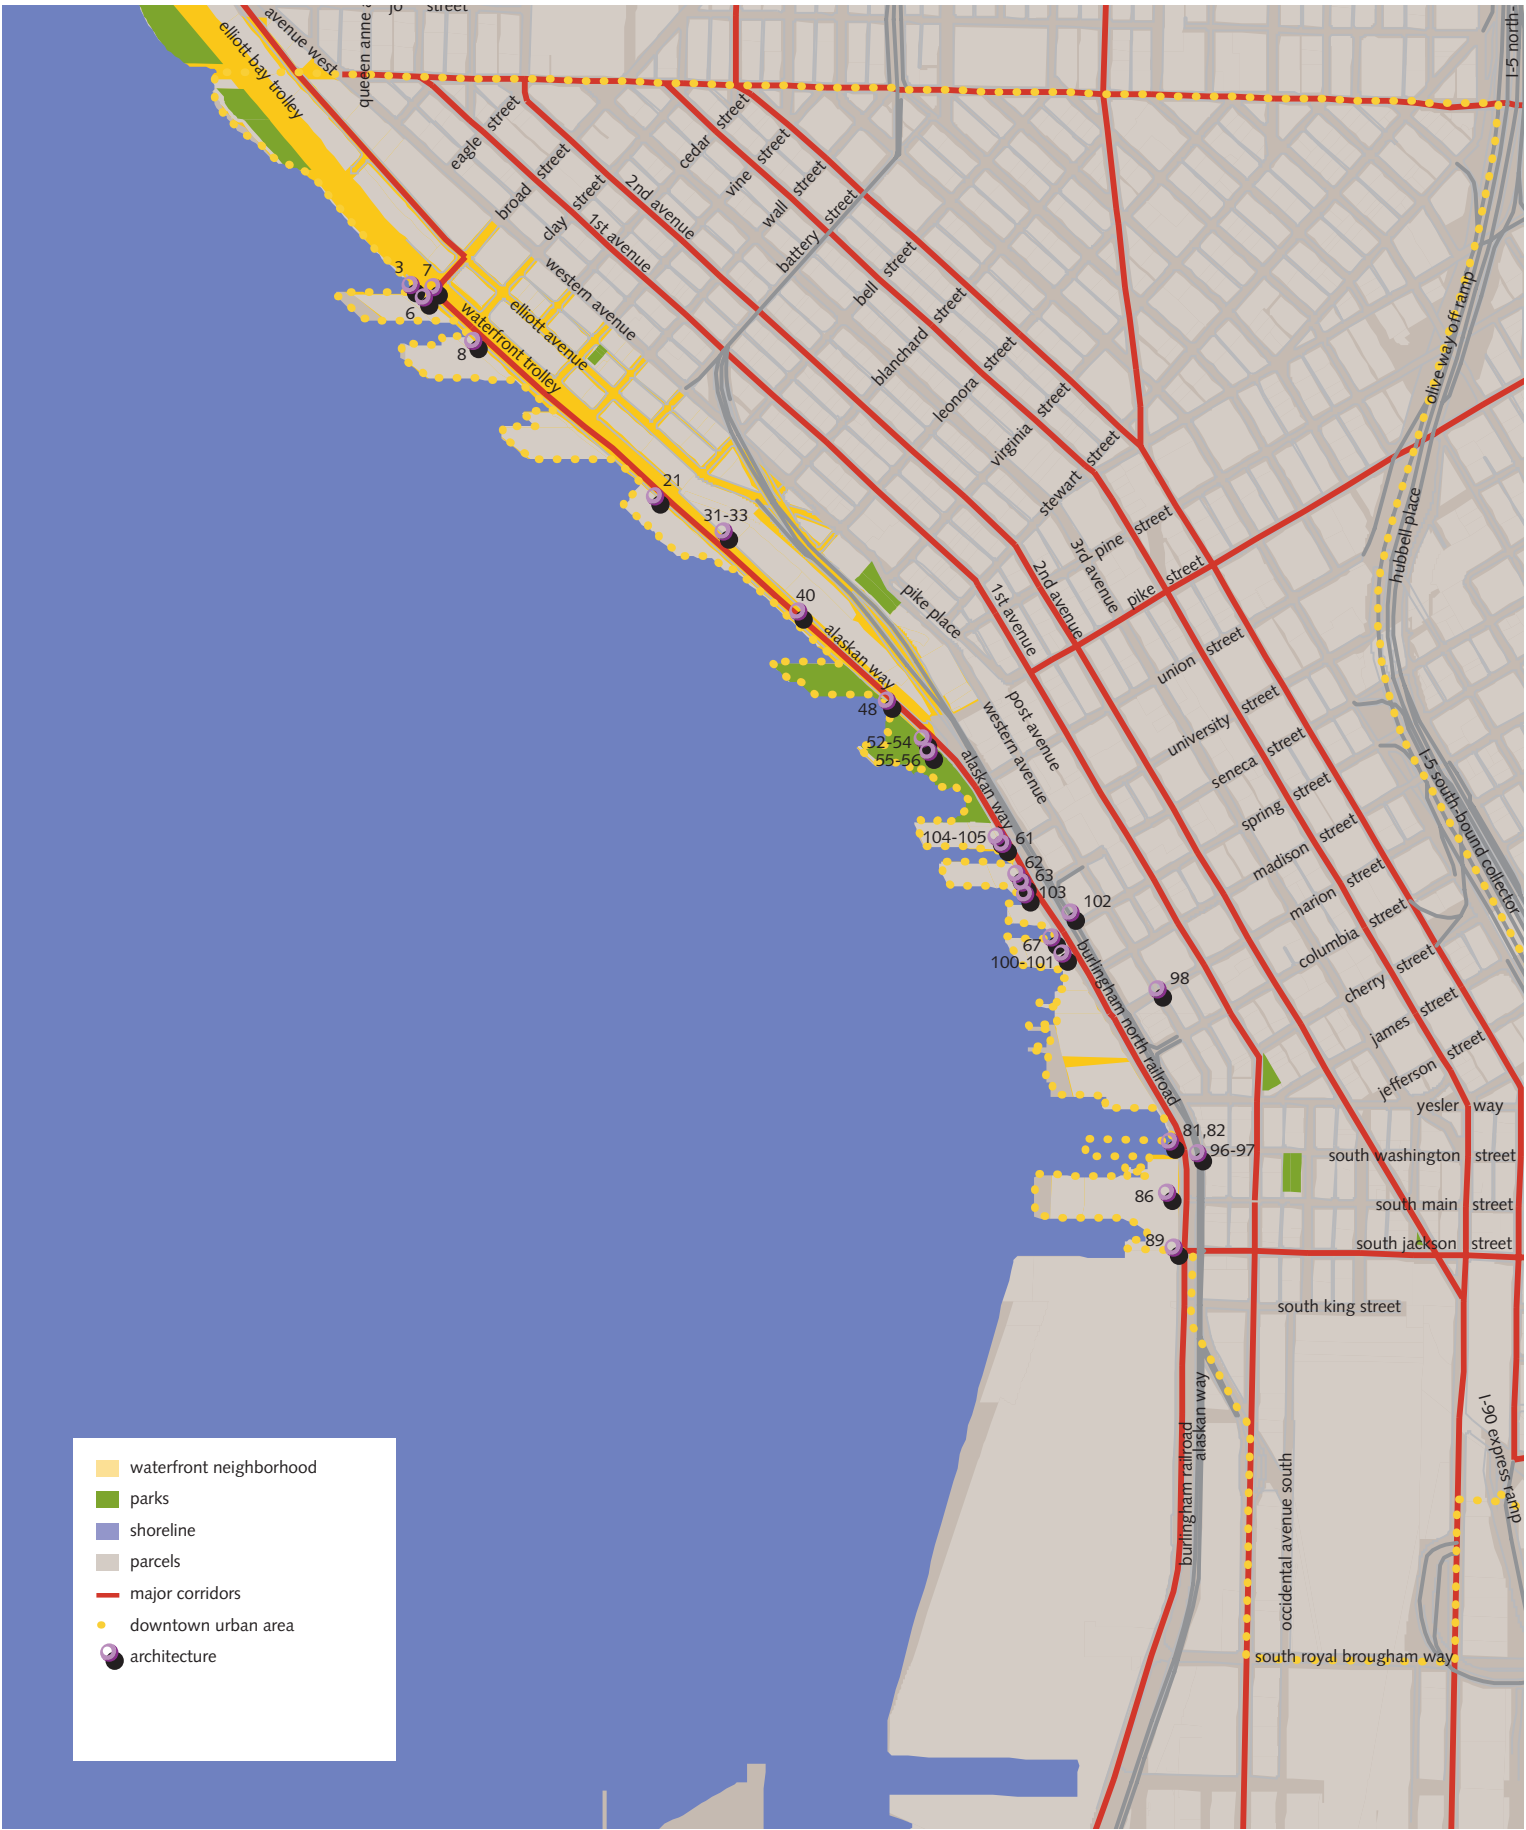 jo street
avenue west
queeen anne a
elliott bay trolley
I-5 north-
eagle street
cedar street
broad street
vine street
clay street
2nd avenue
wall street
1st avenue
battery street
western avenue
bell street
elliott avenue
waterfront trolley
blanchard street
olive way off ramp
3
7
6
8
leonora street
virginia street
stewart street
21
31-33
pine street
3rd avenue
hubbell place
2nd avenue
pike street
1st avenue
pike place
40
alaskan way
union street
48
post avenue
western avenue
university street
52-54
55-56
alaskan way
seneca street
I-5 south-bound collector
spring street
104-105
61
madison street
62
63
103
102
marion street
columbia street
67
100-101
burlingham north railroad
98
cherry street
james street
jefferson street
yesler way
81,82
96-97
south washington street
86
south main street
89
south jackson street
south king street
alaskan way
burlingham railroad
occidental avenue south
I-90 express ramp
south royal brougham way
waterfront neighborhood
parks
shoreline
parcels
major corridors
downtown urban area
architecture